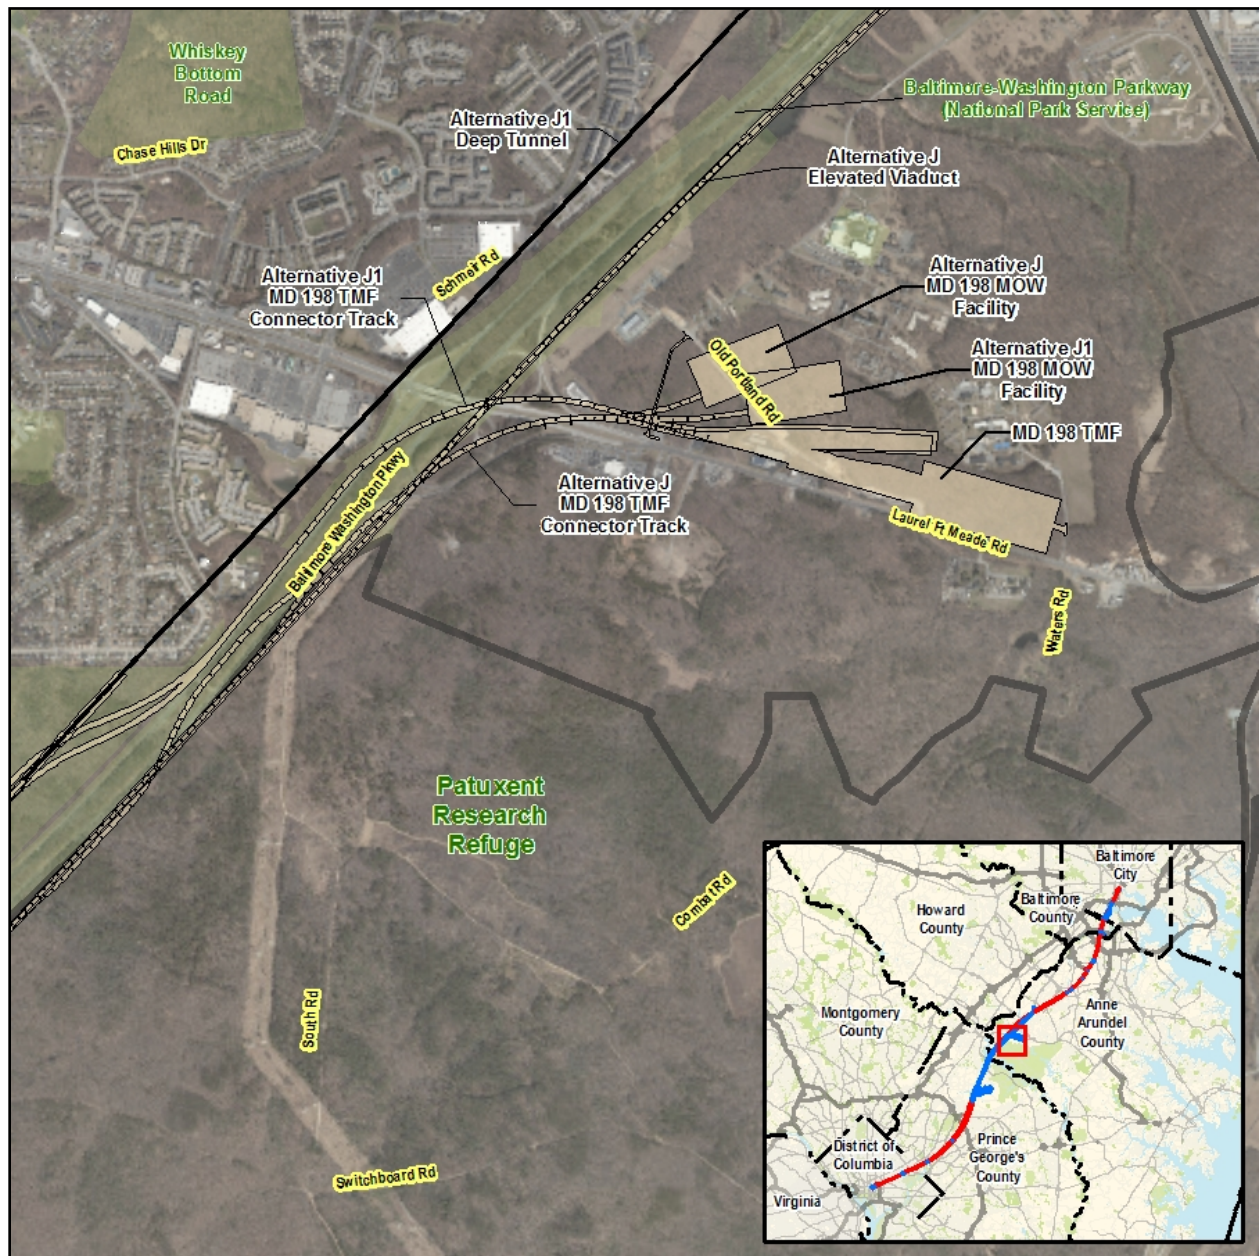 Whiskey
Bottom
Road
Chase Hills Dr
Alternative J1
Deep Tunnel
Baltimore-Washington Parkway
(National Park Service)
Alternative J
Elevated Viaduct
Schmeir Rd
Alternative J1
MD 198 TMF
Connector Track
Alternative J
MD 198 MOW
Facility
Old Portland Rd
Alternative J1
MD 198 MOW
Facility
MD 198 TMF
Baltimore Washington Pkwy
Alternative J
MD 198 TMF
Connector Track
Laurel Ft Meade Rd
Waters Rd
Patuxent
Research
Refuge
Combat Rd
South Rd
Switchboard Rd
Baltimore
City
Baltimore
County
Howard
County
Montgomery
County
Anne
Arundel
County
District of
Columbia
Prince
George's
County
Virginia